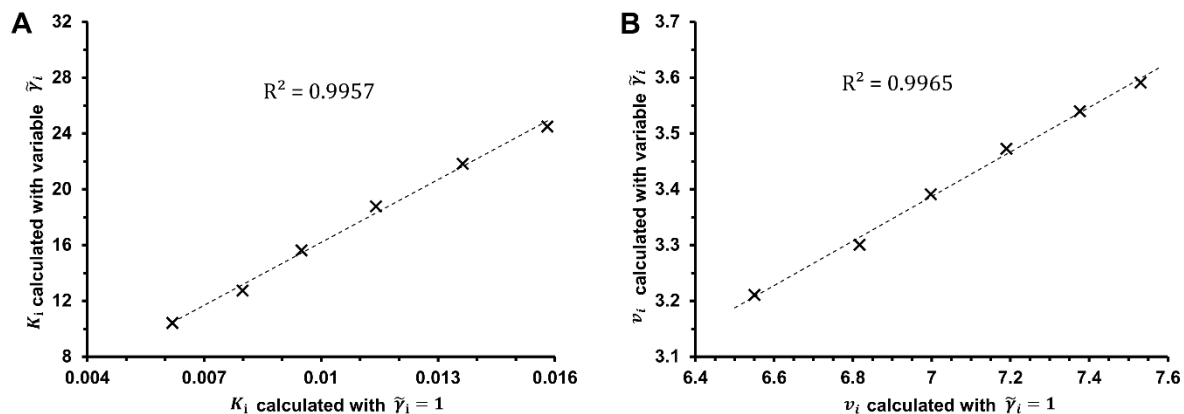 A
B
K_i calculated with variable γ̃_i
32
28
24
20
16
12
8
R² = 0.9957
0.004 0.007 0.01 0.013 0.016
K_i calculated with γ̃_i = 1
v_i calculated with variable γ̃_i
3.7
3.6
3.5
3.4
3.3
3.2
3.1
R² = 0.9965
6.4 6.6 6.8 7 7.2 7.4 7.6
v_i calculated with γ̃_i = 1